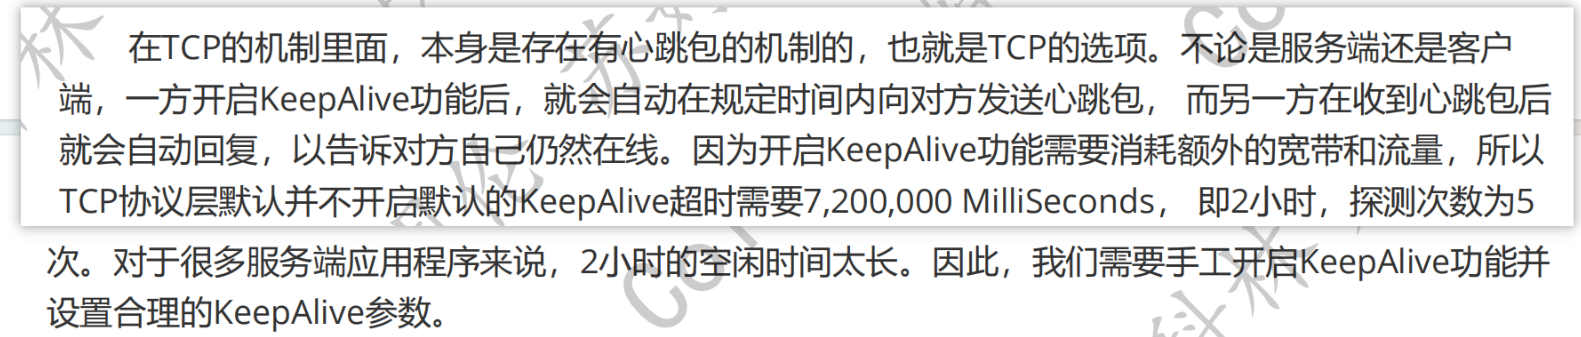 在TCP的机制里面，本身是存在有心跳包的机制的，也就是TCP的选项。不论是服务端还是客户
端，一方开启KeepAlive功能后，就会自动在规定时间内向对方发送心跳包， 而另一方在收到心跳包后
就会自动回复，以告诉对方自己仍然在线。因为开启KeepAlive功能需要消耗额外的宽带和流量，所以
TCP协议层默认并不开启默认的KeepAlive超时需要7,200,000 MilliSeconds， 即2小时，探测次数为5
次。对于很多服务端应用程序来说，2小时的空闲时间太长。因此，我们需要手工开启KeepAlive功能并
设置合理的KeepAlive参数。